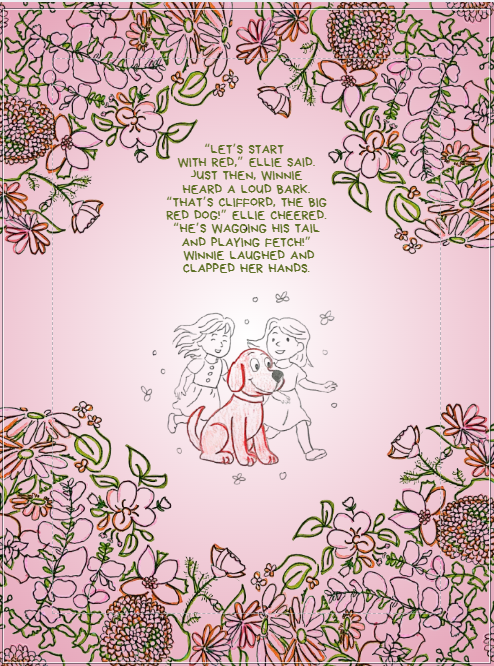 "LET'S START
WITH RED," ELLIE SAID.
JUST THEN, WINNIE
HEARD A LOUD BARK.
"THAT'S CLIFFORD, THE BIG
RED DOG!" ELLIE CHEERED.
"HE'S WAGGING HIS TAIL
AND PLAYING FETCH!"
WINNIE LAUGHED AND
CLAPPED HER HANDS.